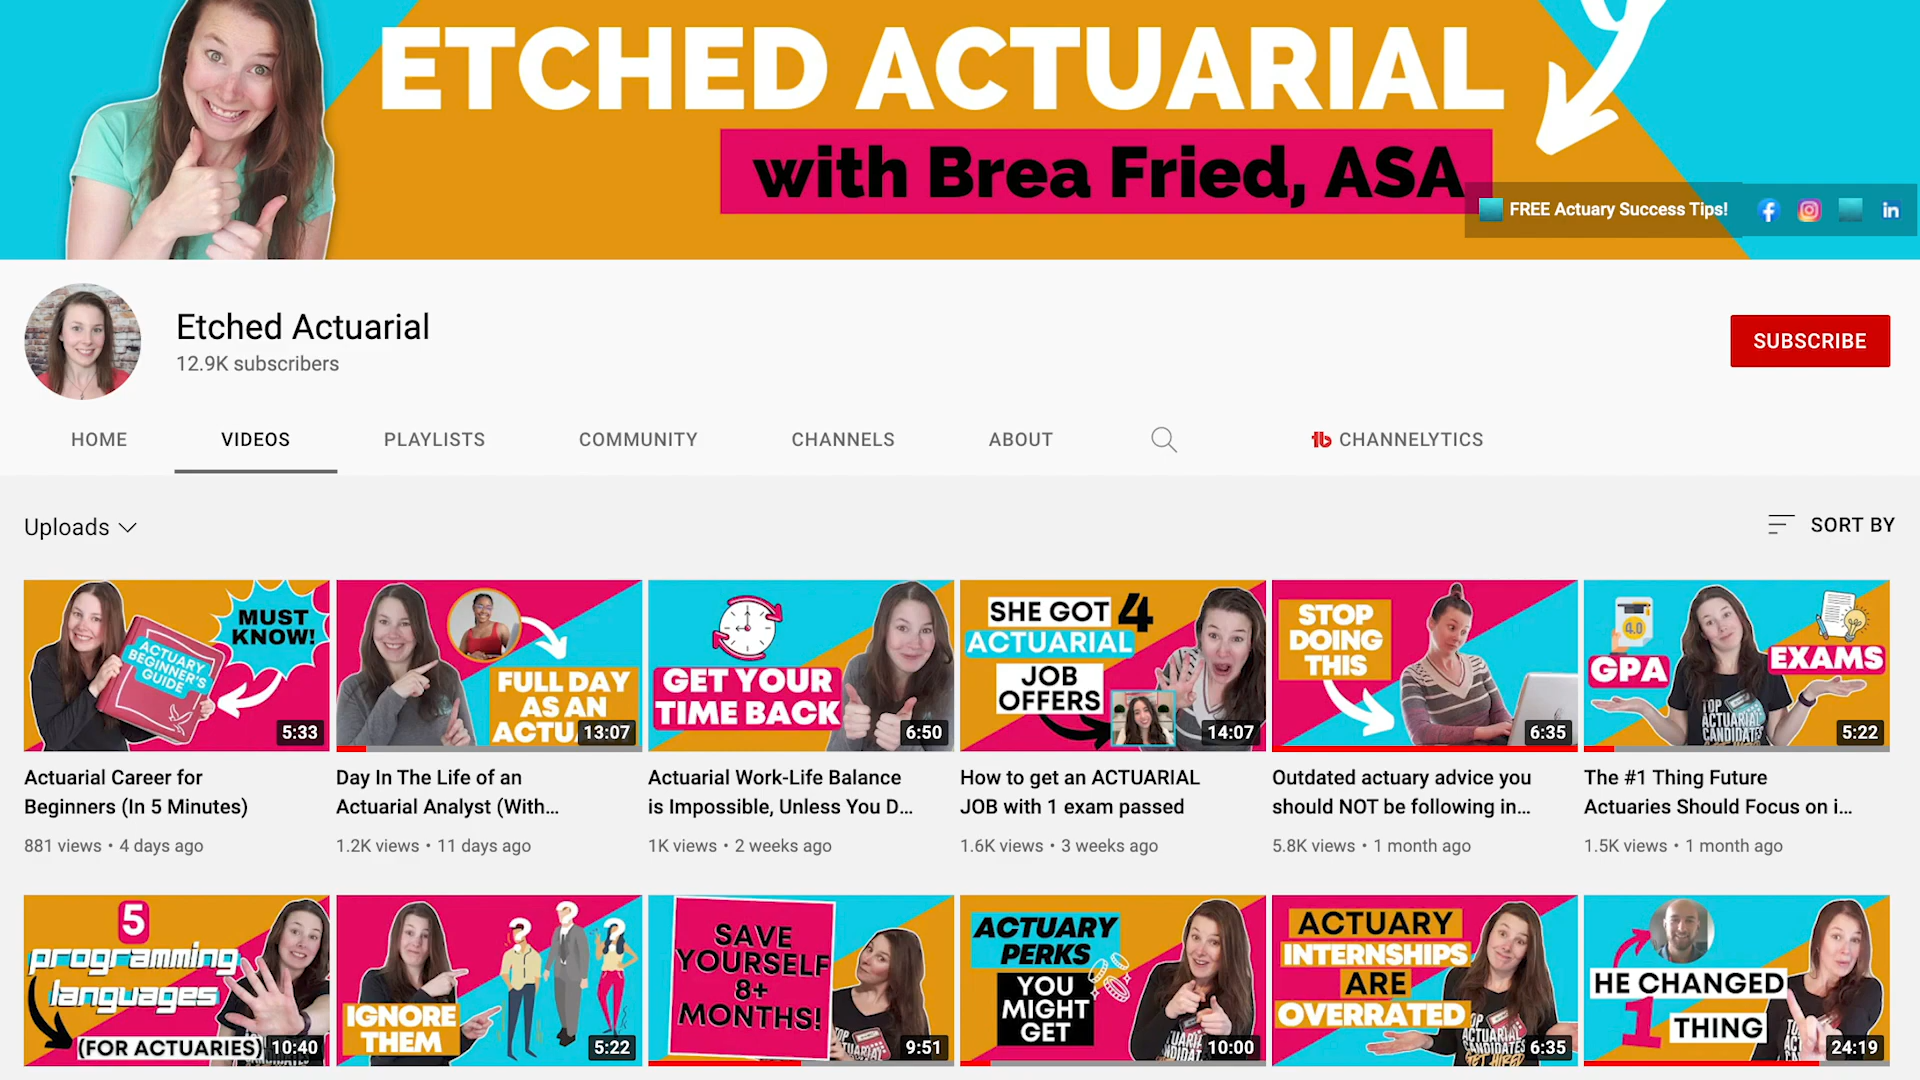 ETCHED ACTUARIAL
with Brea Fried, ASA
FREE Actuary Success Tips!
in
Etched Actuarial
12.9K subscribers
SUBSCRIBE
HOME VIDEOS PLAYLISTS COMMUNITY CHANNELS ABOUT CHANNELYTICS
Uploads
SORT BY
MUST
KNOW!
ACTUARY
BEGINNER'S
GUIDE
5:33
FULL DAY
AS AN
ACTU
13:07
GET YOUR
TIME BACK
6:50
SHE GOT 4
ACTUARIAL
JOB
OFFERS
14:07
STOP
DOING
THIS
6:35
4.0
GPA
EXAMS
TOP
ACTUARIAL
CANDIDATES
5:22
Actuarial Career for
Beginners (In 5 Minutes)
881 views • 4 days ago
Day In The Life of an
Actuarial Analyst (With...
1.2K views • 11 days ago
Actuarial Work-Life Balance
is Impossible, Unless You D...
1K views • 2 weeks ago
How to get an ACTUARIAL
JOB with 1 exam passed
1.6K views • 3 weeks ago
Outdated actuary advice you
should NOT be following in...
5.8K views • 1 month ago
The #1 Thing Future
Actuaries Should Focus on i...
1.5K views • 1 month ago
5
programming
languages
(FOR ACTUARIES)
10:40
IGNORE
THEM
5:22
SAVE
YOURSELF
8+
MONTHS!
9:51
ACTUARY
PERKS
YOU
MIGHT
GET
10:00
ACTUARY
INTERNSHIPS
ARE
OVERRATED
6:35
HE CHANGED
1 THING
24:19